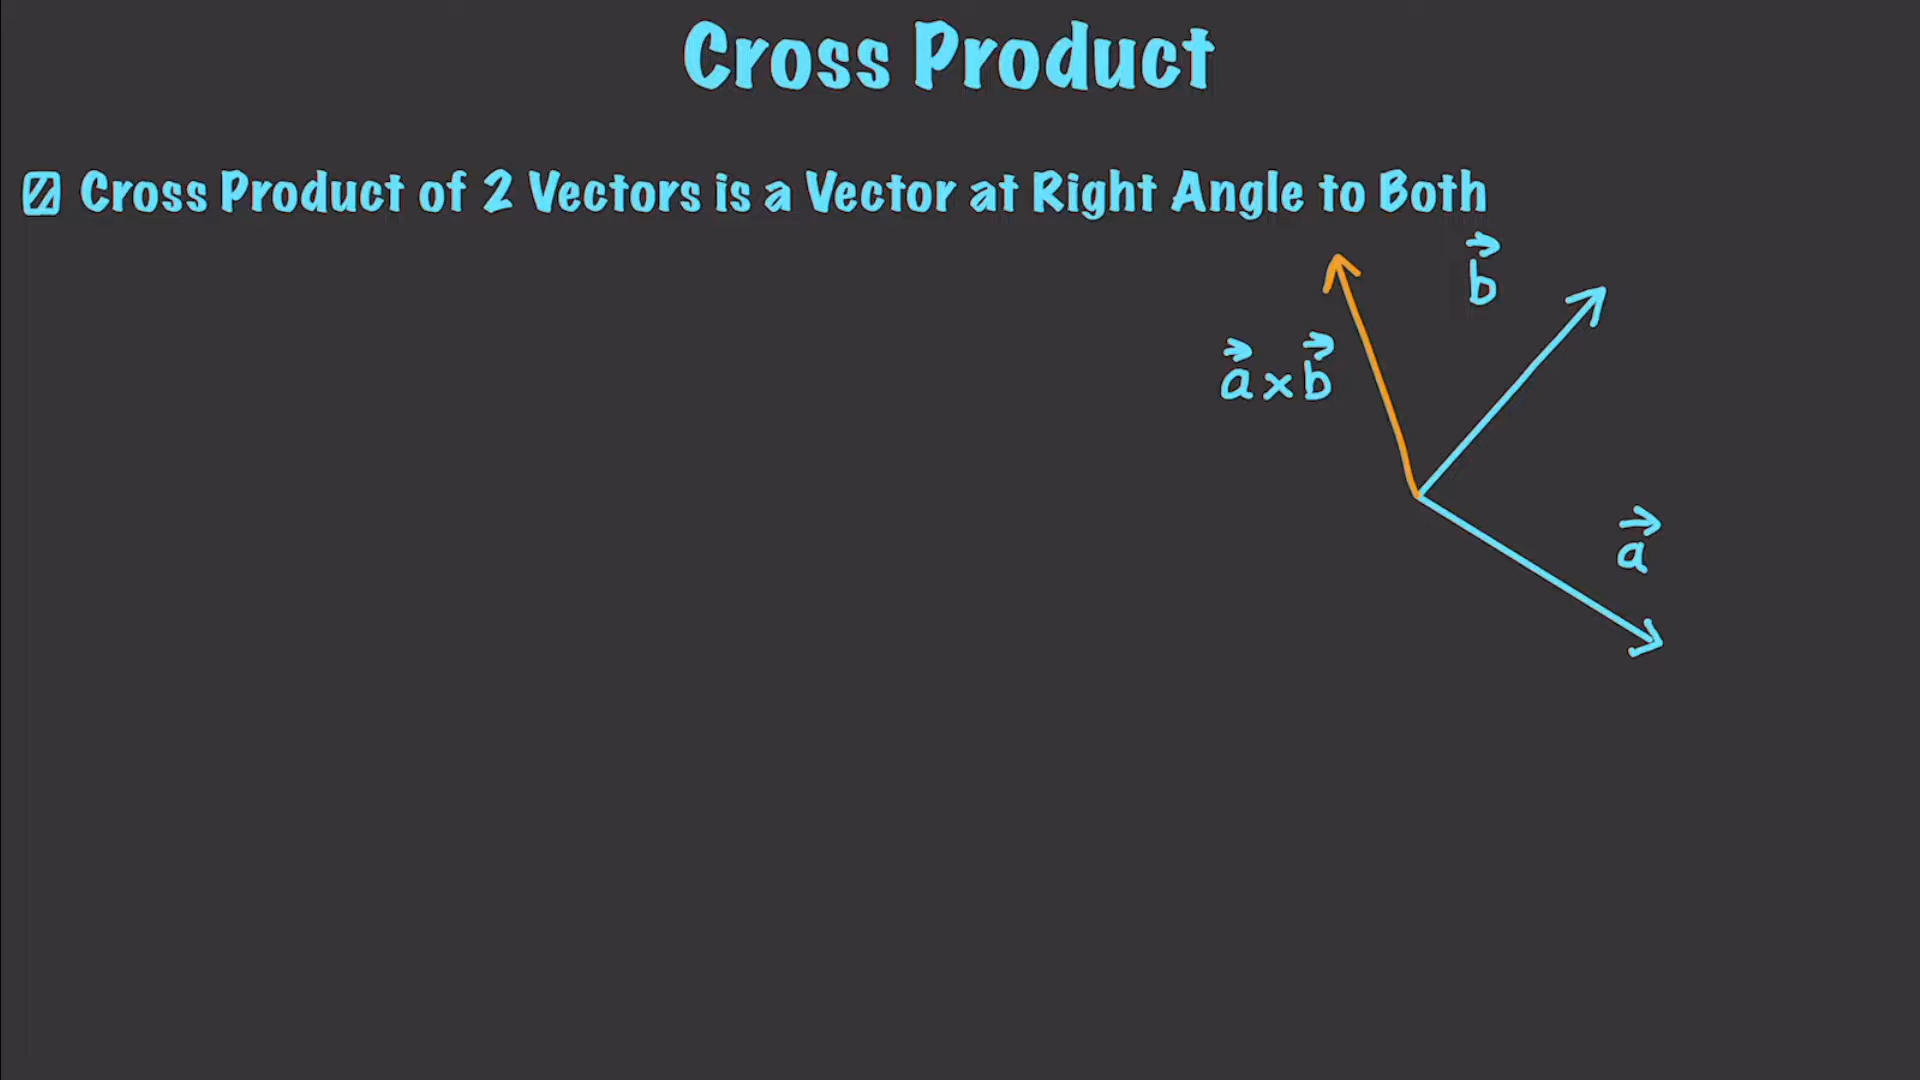 Cross Product
Cross Product of 2 Vectors is a Vector at Right Angle to Both
b⃗
a⃗ × b⃗
a⃗